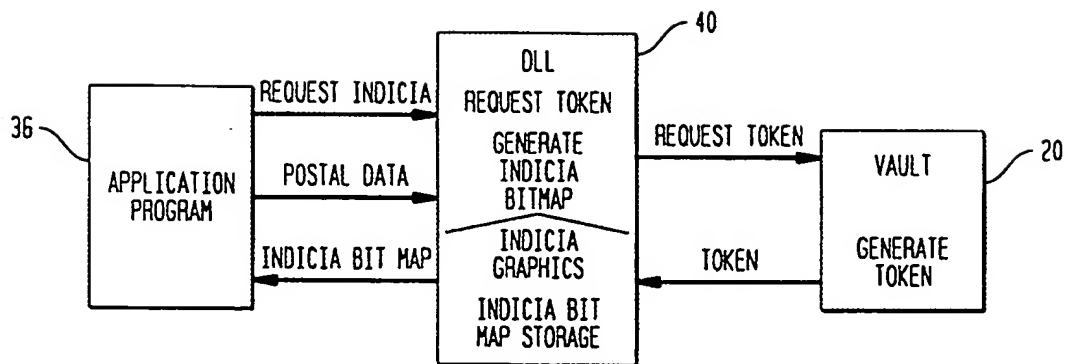 40
DLL
REQUEST INDICIA
REQUEST TOKEN
36
GENERATE
INDICIA
BITMAP
REQUEST TOKEN
20
APPLICATION
PROGRAM
POSTAL DATA
VAULT
INDICIA BIT MAP
INDICIA
GRAPHICS
TOKEN
GENERATE
TOKEN
INDICIA BIT
MAP STORAGE